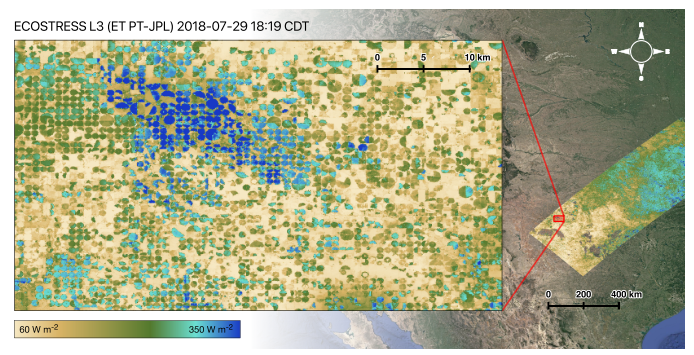 ECOSTRESS L3 (ET PT-JPL) 2018-07-29 18:19 CDT
0 5 10 km
N
W E
0 200 400 km
60 W m⁻² 350 W m⁻²